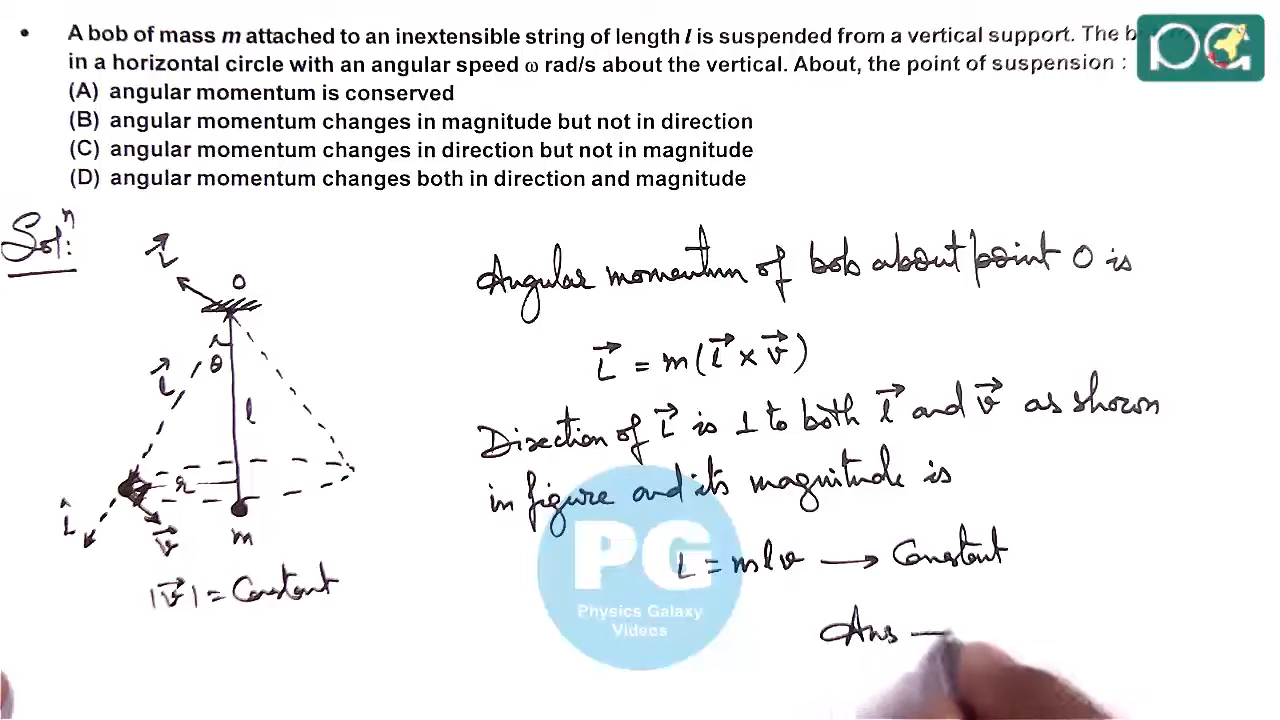 • A bob of mass m attached to an inextensible string of length l is suspended from a vertical support. The b
in a horizontal circle with an angular speed ω rad/s about the vertical. About, the point of suspension :
(A) angular momentum is conserved
(B) angular momentum changes in magnitude but not in direction
(C) angular momentum changes in direction but not in magnitude
(D) angular momentum changes both in direction and magnitude
PG
Solⁿ:
L⃗
O
θ
l⃗
l
r
l̂
v⃗
m
|v⃗| = Constant
Angular momentum of bob about point O is
L⃗ = m(l⃗ × v⃗)
Direction of L⃗ is ⊥ to both l⃗ and v⃗ as shown
in figure and its magnitude is
L = mlv → Constant
Ans —
PG
Physics Galaxy
Videos